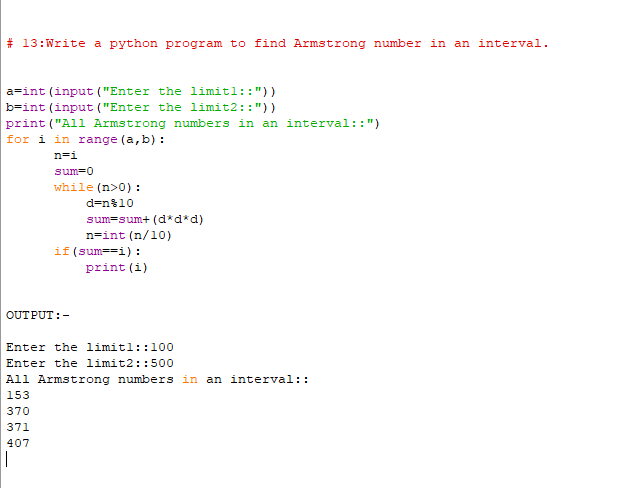 # 13:Write a python program to find Armstrong number in an interval.
a=int(input("Enter the limit1::"))
b=int(input("Enter the limit2::"))
print("All Armstrong numbers in an interval::")
for i in range(a,b):
n=i
sum=0
while(n>0):
d=n%10
sum=sum+(d*d*d)
n=int(n/10)
if(sum==i):
print(i)
OUTPUT:-
Enter the limit1::100
Enter the limit2::500
All Armstrong numbers in an interval::
153
370
371
407